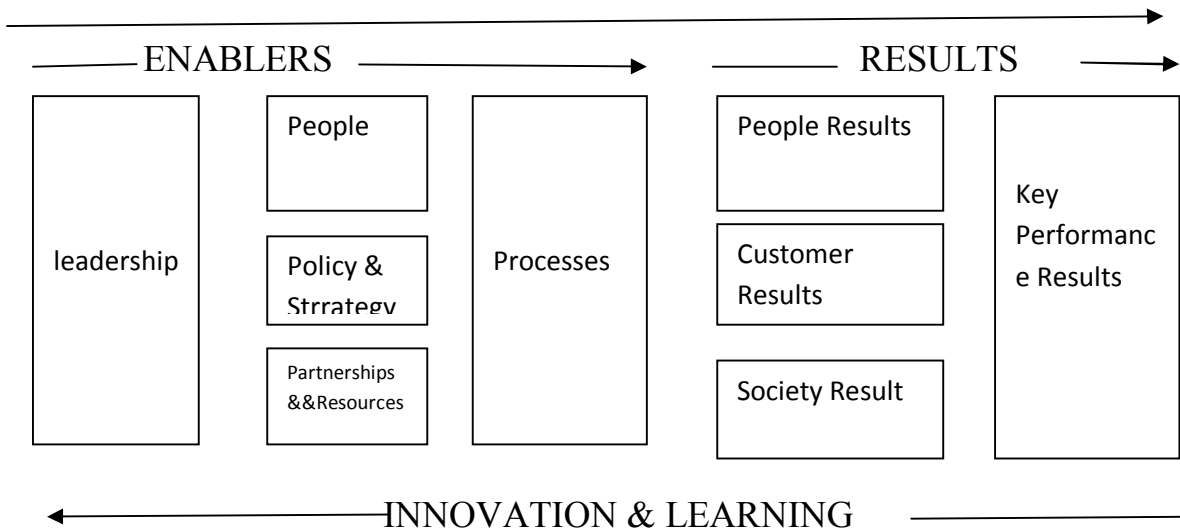 ENABLERS
RESULTS
leadership
People
Policy &
Strrategy
Partnerships
&&Resources
Processes
People Results
Customer
Results
Society Result
Key
Performanc
e Results
INNOVATION & LEARNING